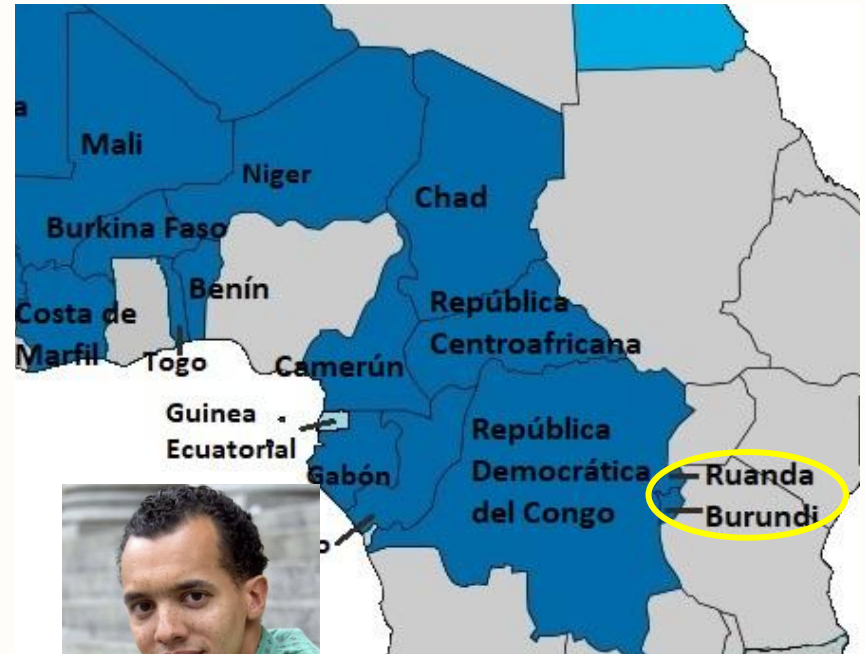 a
Mali
Niger
Chad
Burkina Faso
Benín
Costa de
Marfil
Togo
Camerún
República
Centroafricana
Guinea
Ecuatorial
Gabón
República
Democrática
del Congo
Ruanda
Burundi
o